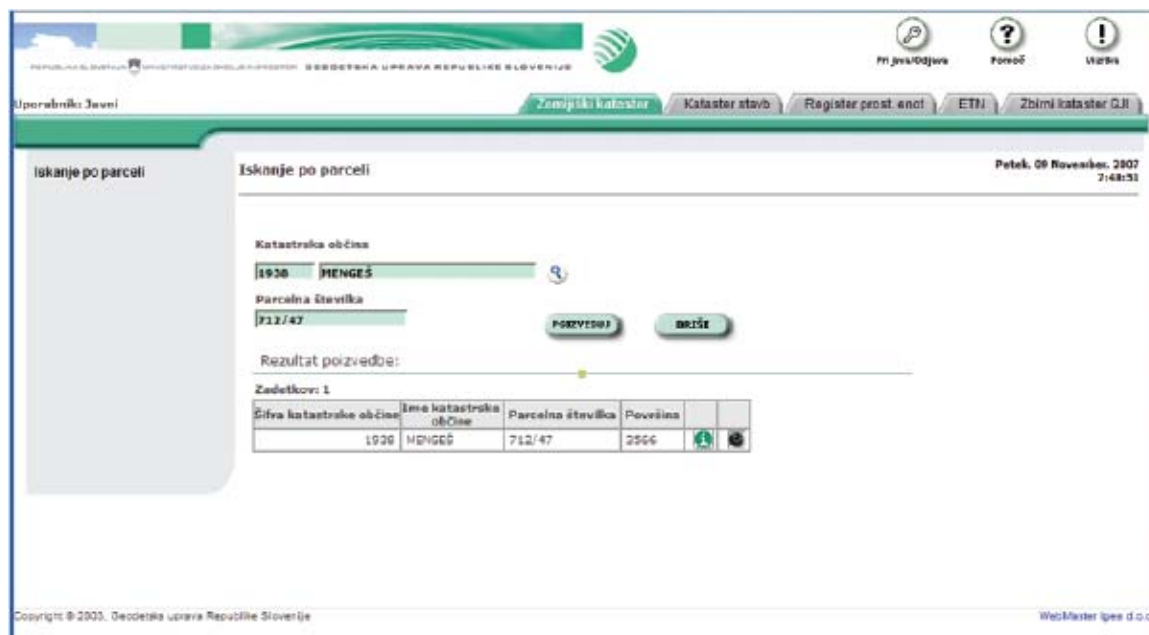 GEODETSKA UPRAVA REPUBLIKE SLOVENIJE
Prijava/Odjava Pomoč
Uporabnik: Javni
Zemljiški kataster Kataster stavb Register prost. enot ETN Zbirni kataster GJI
Iskanje po parceli
Iskanje po parceli
Petek, 09 November, 2007
7:48:51
Katastrska občina
1938 MENGEŠ
Parcelna številka
712/47
POIZVEDUJ BRIŠI
Rezultat poizvedbe:
Zadetkov: 1
Šifra katastrske občine Ime katastrske občine Parcelna številka Površina
1938 MENGEŠ 712/47 2566
Copyright © 2003, Geodetska uprava Republike Slovenije
WebMaster Igea d.o.o